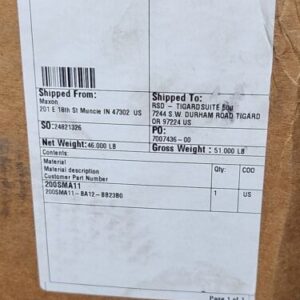 Shipped From:
Maxon
201 E 18th St Muncie IN 47302 US
Shipped To:
RSD - TIGARDSUITE 500
7244 S.W. DURHAM ROAD TIGARD
OR 97224 US
SO:24821326
PO:
7007436-00
Net Weight:46.000 LB
Gross Weight : 51.000 LB
Contents:
Material
Material description
Customer Part Number
Qty:
COO
200SMA11
200SMA11-BA12-BB23B0
1
US
Page 1 of 1